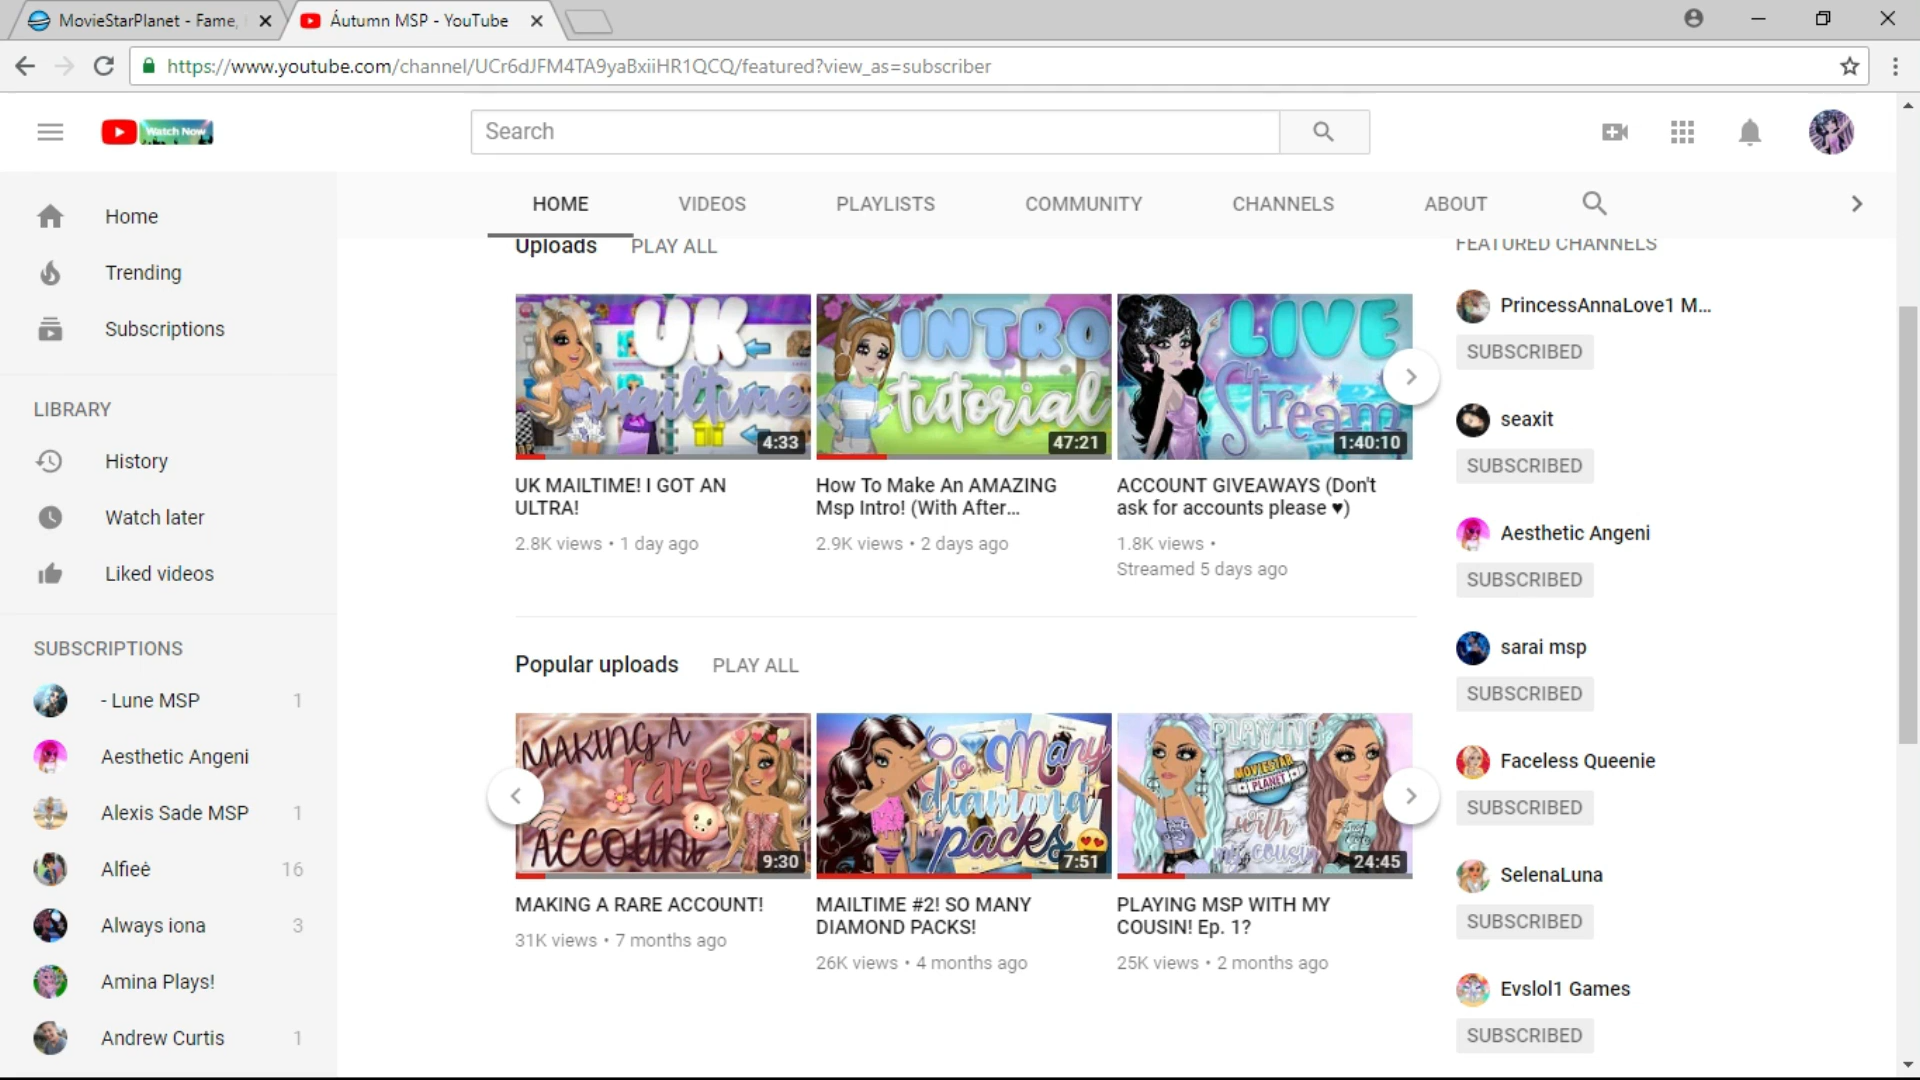 MovieStarPlanet - Fame,
Áutumn MSP - YouTube
https://www.youtube.com/channel/UCr6dJFM4TA9yaBxiiHR1QCQ/featured?view_as=subscriber
Watch Now
Search
HOME
VIDEOS
PLAYLISTS
COMMUNITY
CHANNELS
ABOUT
Home
Trending
Subscriptions
LIBRARY
History
Watch later
Liked videos
SUBSCRIPTIONS
- Lune MSP 1
Aesthetic Angeni
Alexis Sade MSP 1
Alfieė 16
Always iona 3
Amina Plays!
Andrew Curtis 1
Uploads PLAY ALL
UK
mailtime
4:33
UK MAILTIME! I GOT AN
ULTRA!
2.8K views • 1 day ago
INTRO
tutorial
47:21
How To Make An AMAZING
Msp Intro! (With After...
2.9K views • 2 days ago
LIVE
Stream
1:40:10
ACCOUNT GIVEAWAYS (Don't
ask for accounts please ♥)
1.8K views •
Streamed 5 days ago
Popular uploads PLAY ALL
MAKING A
rare
ACCOUNT
9:30
MAKING A RARE ACCOUNT!
31K views • 7 months ago
So Many
diamond
packs
7:51
MAILTIME #2! SO MANY
DIAMOND PACKS!
26K views • 4 months ago
PLAYING
MOVIESTAR
PLANET
with
my cousin
24:45
PLAYING MSP WITH MY
COUSIN! Ep. 1?
25K views • 2 months ago
FEATURED CHANNELS
PrincessAnnaLove1 M...
SUBSCRIBED
seaxit
SUBSCRIBED
Aesthetic Angeni
SUBSCRIBED
sarai msp
SUBSCRIBED
Faceless Queenie
SUBSCRIBED
SelenaLuna
SUBSCRIBED
Evslol1 Games
SUBSCRIBED